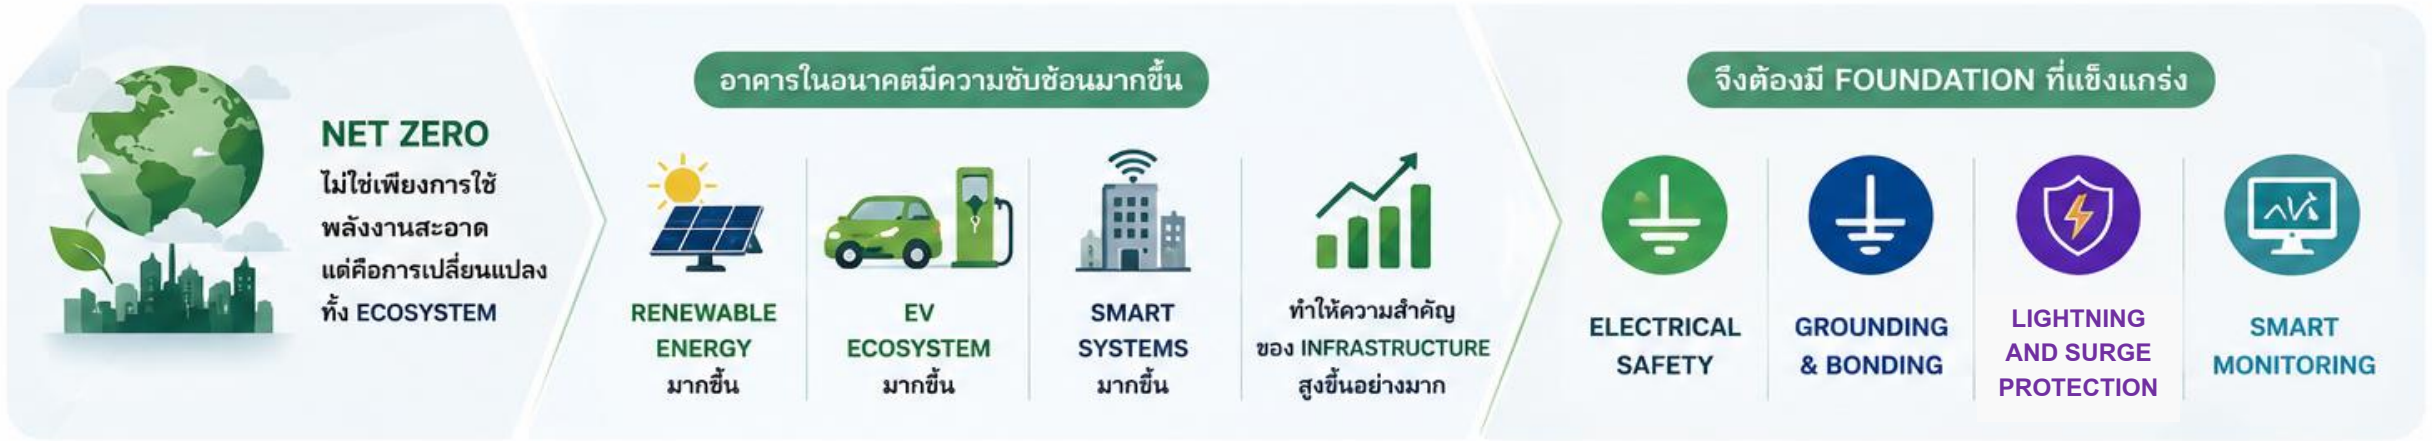 NET ZERO
ไม่ใช่เพียงการใช้
พลังงานสะอาด
แต่คือการเปลี่ยนแปลง
ทั้ง ECOSYSTEM
อาคารในอนาคตมีความซับซ้อนมากขึ้น
RENEWABLE
ENERGY
มากขึ้น
EV
ECOSYSTEM
มากขึ้น
SMART
SYSTEMS
มากขึ้น
ทำให้ความสำคัญ
ของ INFRASTRUCTURE
สูงขึ้นอย่างมาก
จึงต้องมี FOUNDATION ที่แข็งแกร่ง
ELECTRICAL
SAFETY
GROUNDING
& BONDING
LIGHTNING
AND SURGE
PROTECTION
SMART
MONITORING